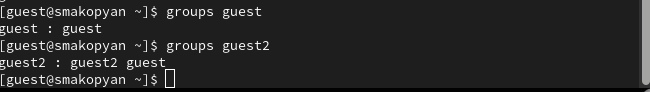 [guest@smakopyan ~]$ groups guest
guest : guest
[guest@smakopyan ~]$ groups guest2
guest2 : guest2 guest
[guest@smakopyan ~]$